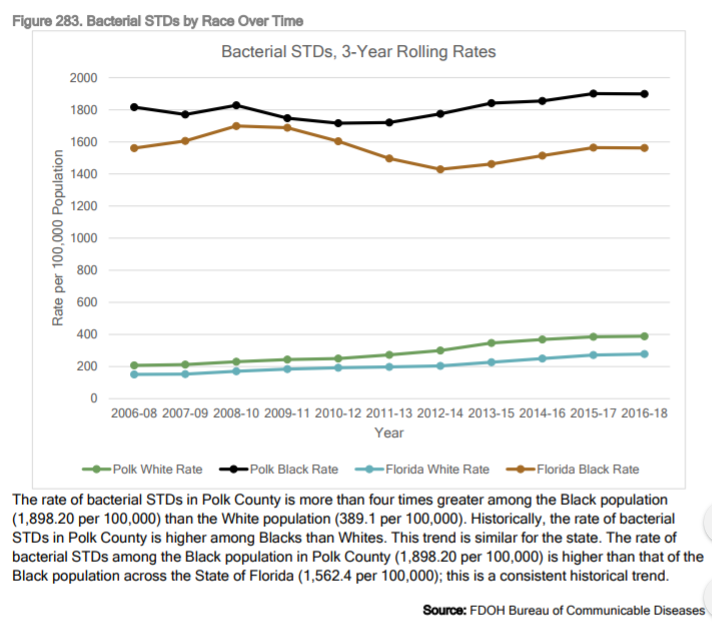 Figure 283. Bacterial STDs by Race Over Time
Bacterial STDs, 3-Year Rolling Rates
2000
1800
1600
1400
1200
1000
800
600
400
200
0
Rate per 100,000 Population
2006-08 2007-09 2008-10 2009-11 2010-12 2011-13 2012-14 2013-15 2014-16 2015-17 2016-18
Year
Polk White Rate Polk Black Rate Florida White Rate Florida Black Rate
The rate of bacterial STDs in Polk County is more than four times greater among the Black population
(1,898.20 per 100,000) than the White population (389.1 per 100,000). Historically, the rate of bacterial
STDs in Polk County is higher among Blacks than Whites. This trend is similar for the state. The rate of
bacterial STDs among the Black population in Polk County (1,898.20 per 100,000) is higher than that of the
Black population across the State of Florida (1,562.4 per 100,000); this is a consistent historical trend.
Source: FDOH Bureau of Communicable Diseases